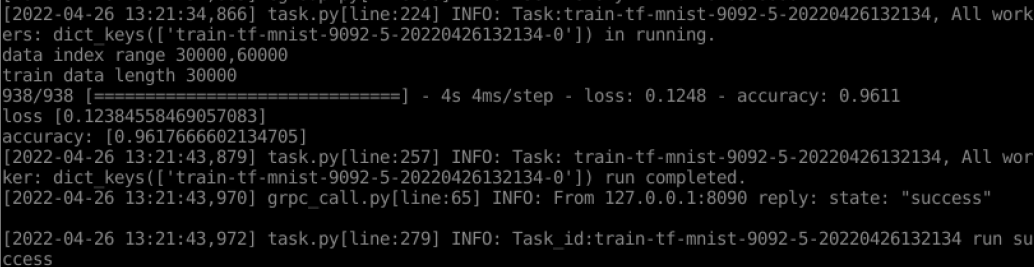 [2022-04-26 13:21:34,866] task.py[line:224] INFO: Task:train-tf-mnist-9092-5-20220426132134, All work
ers: dict_keys(['train-tf-mnist-9092-5-20220426132134-0']) in running.
data index range 30000,60000
train data length 30000
938/938 [==============================] - 4s 4ms/step - loss: 0.1248 - accuracy: 0.9611
loss [0.12384558469057083]
accuracy: [0.9617666602134705]
[2022-04-26 13:21:43,879] task.py[line:257] INFO: Task: train-tf-mnist-9092-5-20220426132134, All wor
ker: dict_keys(['train-tf-mnist-9092-5-20220426132134-0']) run completed.
[2022-04-26 13:21:43,970] grpc_call.py[line:65] INFO: From 127.0.0.1:8090 reply: state: "success"
[2022-04-26 13:21:43,972] task.py[line:279] INFO: Task_id:train-tf-mnist-9092-5-20220426132134 run su
ccess